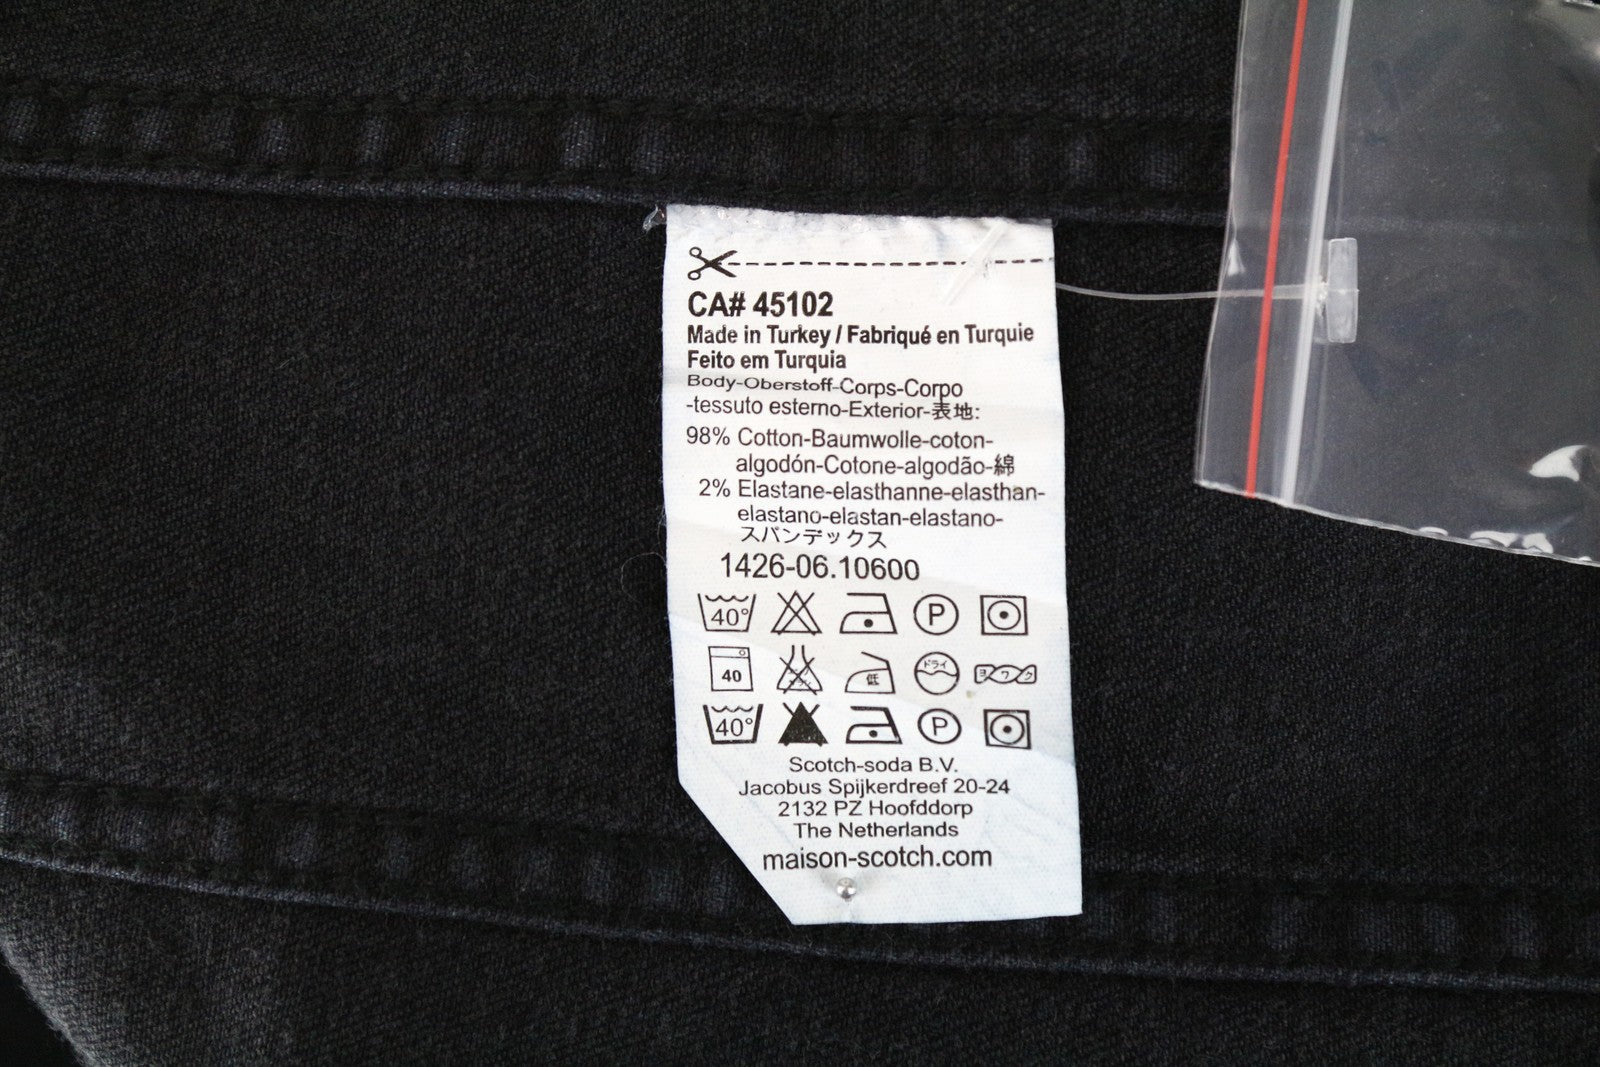 CA# 45102
Made in Turkey / Fabriqué en Turquie
Feito em Turquia
Body-Oberstoff-Corps-Corpo
-tessuto esterno-Exterior-表地:
98% Cotton-Baumwolle-coton-
algodón-Cotone-algodão-綿
2% Elastane-elasthanne-elasthan-
elastano-elastan-elastano-
スパンデックス
1426-06.10600
40° P
40 低 ドライ ヨワク
40° P
Scotch-soda B.V.
Jacobus Spijkerdreef 20-24
2132 PZ Hoofddorp
The Netherlands
maison-scotch.com